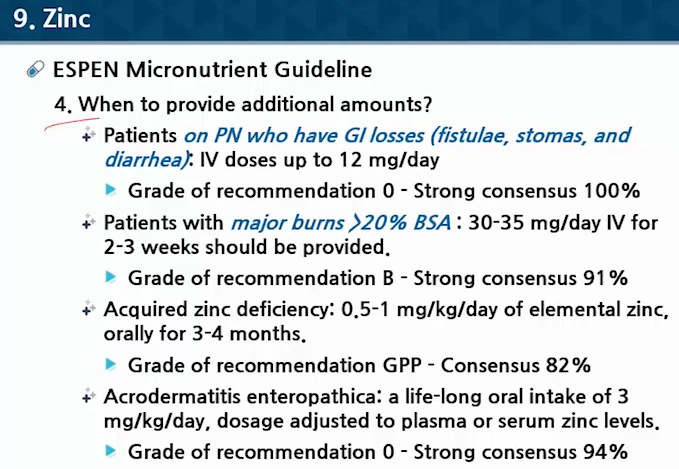 9. Zinc
ESPEN Micronutrient Guideline
4. When to provide additional amounts?
Patients on PN who have GI losses (fistulae, stomas, and
diarrhea): IV doses up to 12 mg/day
Grade of recommendation 0 - Strong consensus 100%
Patients with major burns >20% BSA : 30-35 mg/day IV for
2-3 weeks should be provided.
Grade of recommendation B - Strong consensus 91%
Acquired zinc deficiency: 0.5-1 mg/kg/day of elemental zinc,
orally for 3-4 months.
Grade of recommendation GPP - Consensus 82%
Acrodermatitis enteropathica: a life-long oral intake of 3
mg/kg/day, dosage adjusted to plasma or serum zinc levels.
Grade of recommendation 0 - Strong consensus 94%